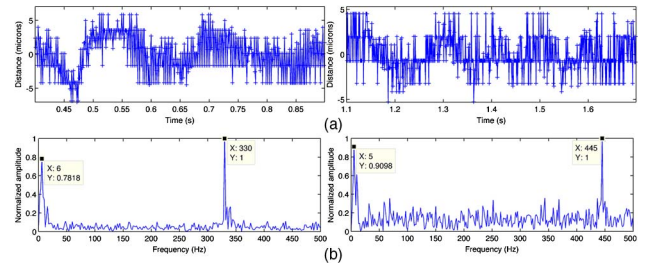 Distance (microns)
5
0
-5
0.45 0.5 0.55 0.6 0.65 0.7 0.75 0.8 0.85
Time (s)
Distance (microns)
5
0
-5
1.1 1.2 1.3 1.4 1.5 1.6
Time (s)
(a)
Normalized amplitude
1
0.8
0.6
0.4
0.2
0
X: 6
Y: 0.7818
X: 330
Y: 1
0 50 100 150 200 250 300 350 400 450 500
Frequency (Hz)
Normalized amplitude
1
0.8
0.6
0.4
0.2
0
X: 5
Y: 0.9098
X: 445
Y: 1
0 50 100 150 200 250 300 350 400 450 500
Frequency (Hz)
(b)